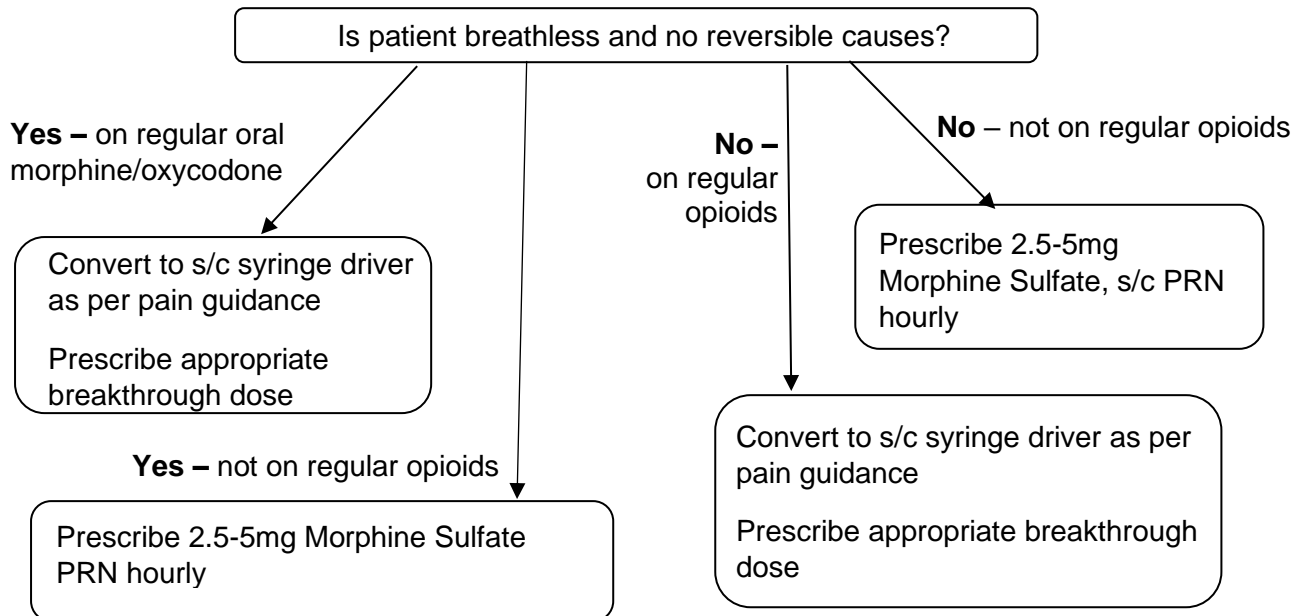 Is patient breathless and no reversible causes?
Yes – on regular oral
morphine/oxycodone
Convert to s/c syringe driver
as per pain guidance
Prescribe appropriate
breakthrough dose
Yes – not on regular opioids
Prescribe 2.5-5mg Morphine Sulfate
PRN hourly
No –
on regular
opioids
Convert to s/c syringe driver as per
pain guidance
Prescribe appropriate breakthrough
dose
No – not on regular opioids
Prescribe 2.5-5mg
Morphine Sulfate, s/c PRN
hourly